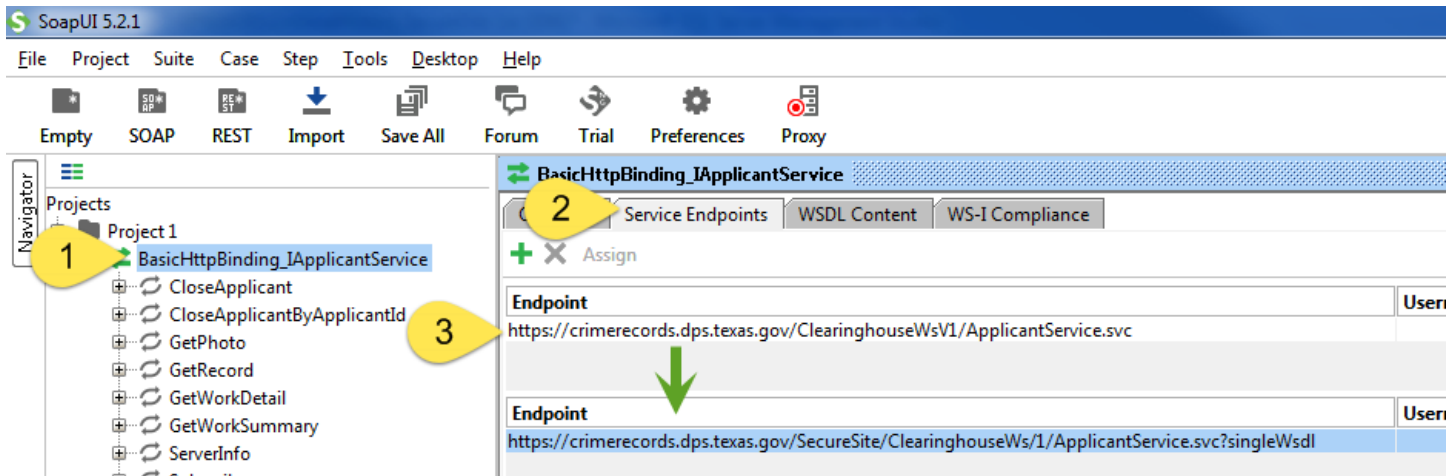 SoapUI 5.2.1
File Project Suite Case Step Tools Desktop Help
Empty SOAP REST Import Save All Forum Trial Preferences Proxy
Navigator
Projects
Project 1
1
BasicHttpBinding_IApplicantService
CloseApplicant
CloseApplicantByApplicantId
GetPhoto
GetRecord
GetWorkDetail
GetWorkSummary
ServerInfo
BasicHttpBinding_IApplicantService
2
Service Endpoints WSDL Content WS-I Compliance
Assign
Endpoint
3
https://crimerecords.dps.texas.gov/ClearinghouseWsV1/ApplicantService.svc
Endpoint
https://crimerecords.dps.texas.gov/SecureSite/ClearinghouseWs/1/ApplicantService.svc?singleWsdl